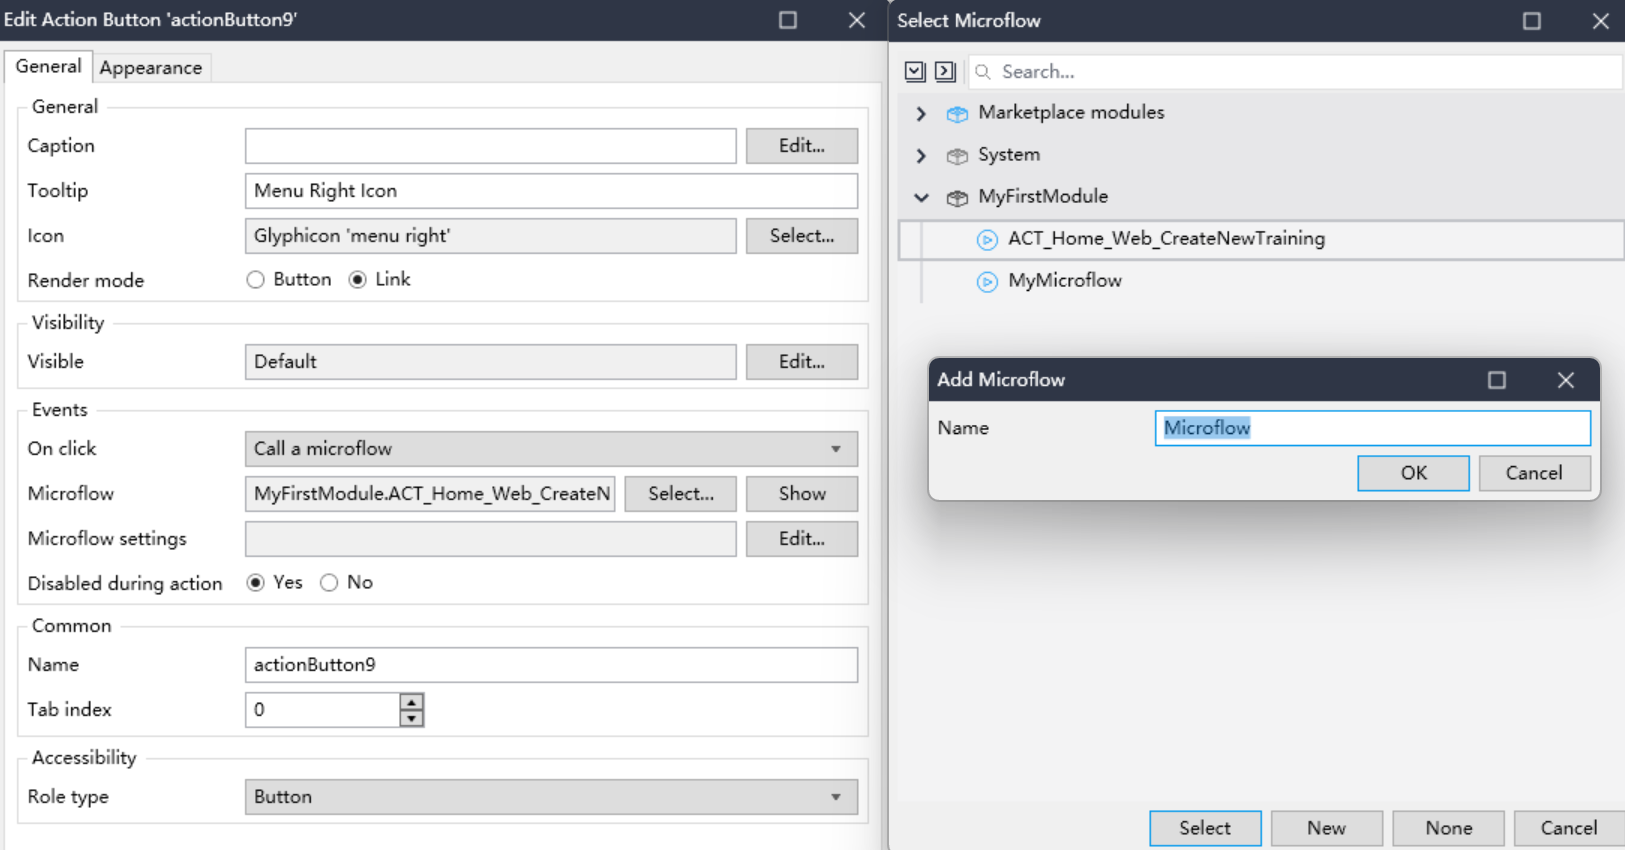 Edit Action Button 'actionButton9'
General
Appearance
General
Caption
Edit...
Tooltip
Menu Right Icon
Icon
Glyphicon 'menu right'
Select...
Render mode
Button
Link
Visibility
Visible
Default
Edit...
Events
On click
Call a microflow
Microflow
MyFirstModule.ACT_Home_Web_CreateN
Select...
Show
Microflow settings
Edit...
Disabled during action
Yes
No
Common
Name
actionButton9
Tab index
0
Accessibility
Role type
Button
Select Microflow
Search...
Marketplace modules
System
MyFirstModule
ACT_Home_Web_CreateNewTraining
MyMicroflow
Add Microflow
Name
Microflow
OK
Cancel
Select
New
None
Cancel